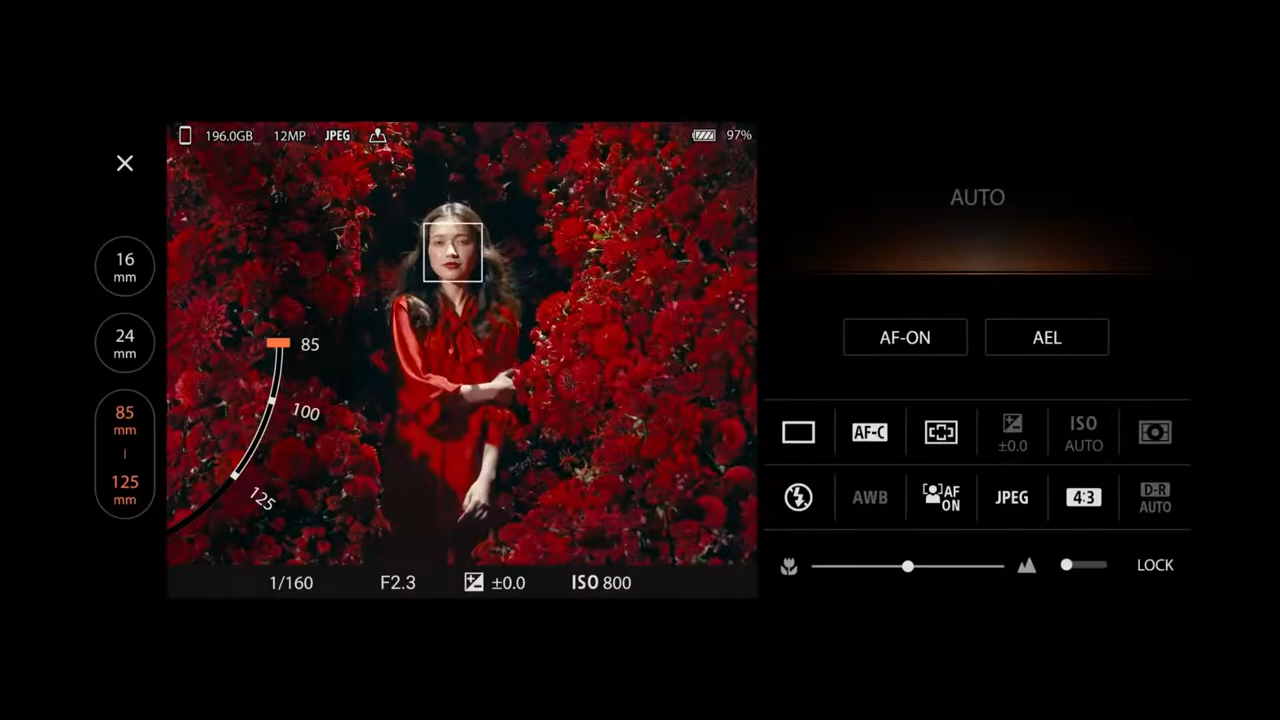 196.0GB 12MP JPEG 97%
AUTO
16
mm
24
mm
85
mm
125
mm
85
100
125
AF-ON AEL
AF-C ±0.0 ISO
AUTO
AWB AF
ON JPEG 4:3 D-R
AUTO
LOCK
1/160 F2.3 ±0.0 ISO 800